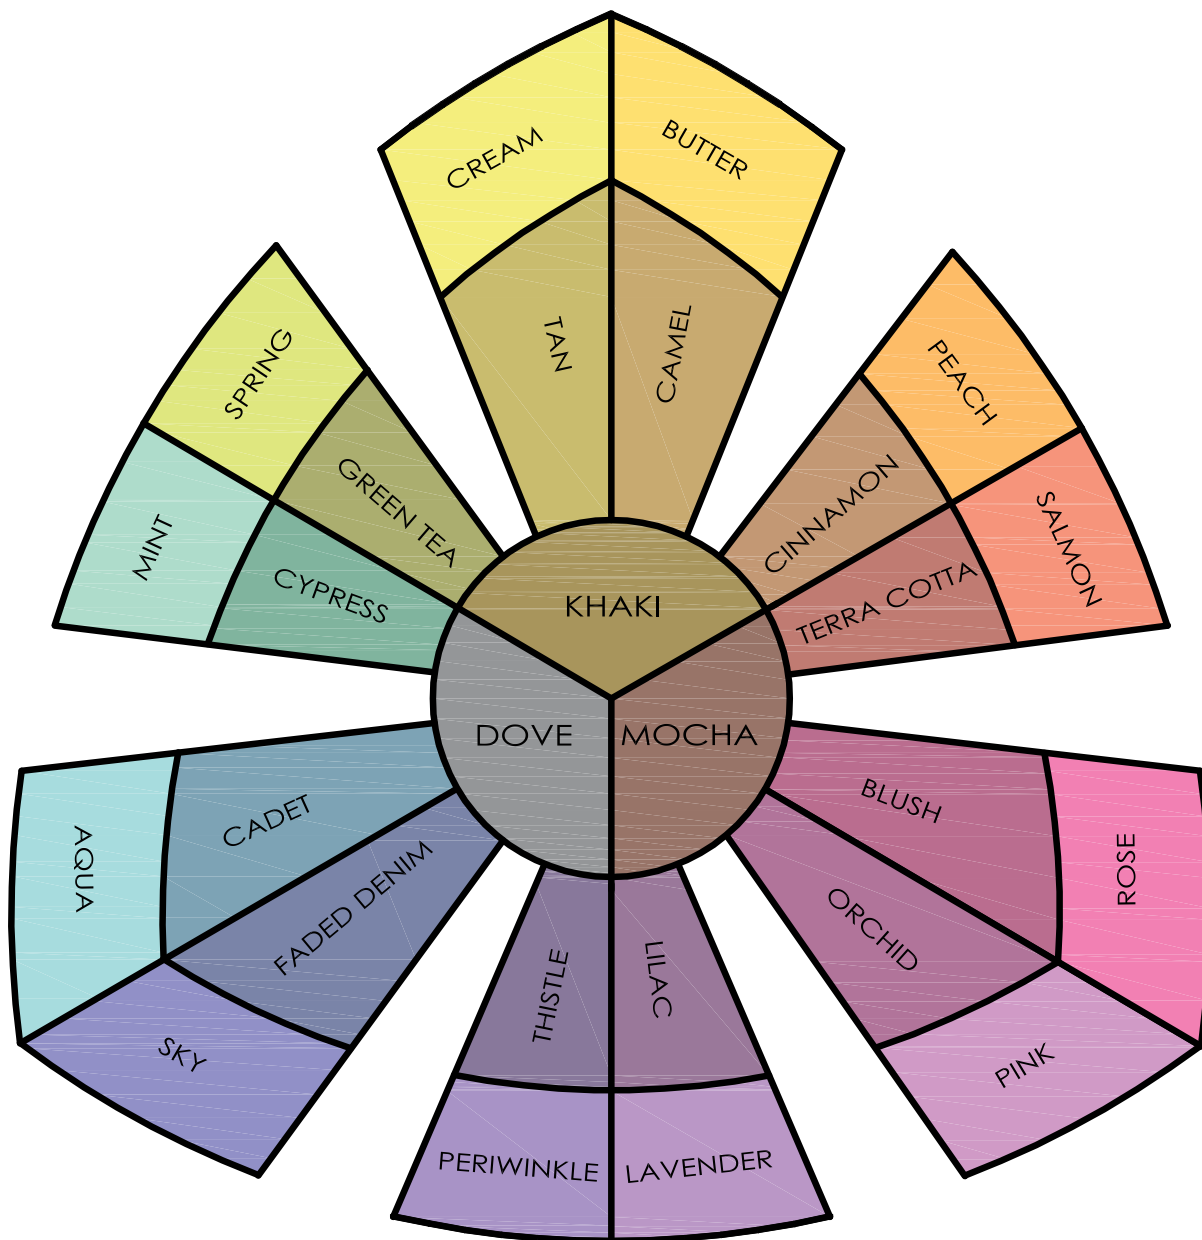 CREAM
BUTTER
TAN
CAMEL
SPRING
PEACH
GREEN TEA
CINNAMON
MINT
SALMON
CYPRESS
TERRA COTTA
KHAKI
DOVE
MOCHA
CADET
BLUSH
AQUA
ROSE
FADED DENIM
ORCHID
THISTLE
LILAC
SKY
PINK
PERIWINKLE
LAVENDER